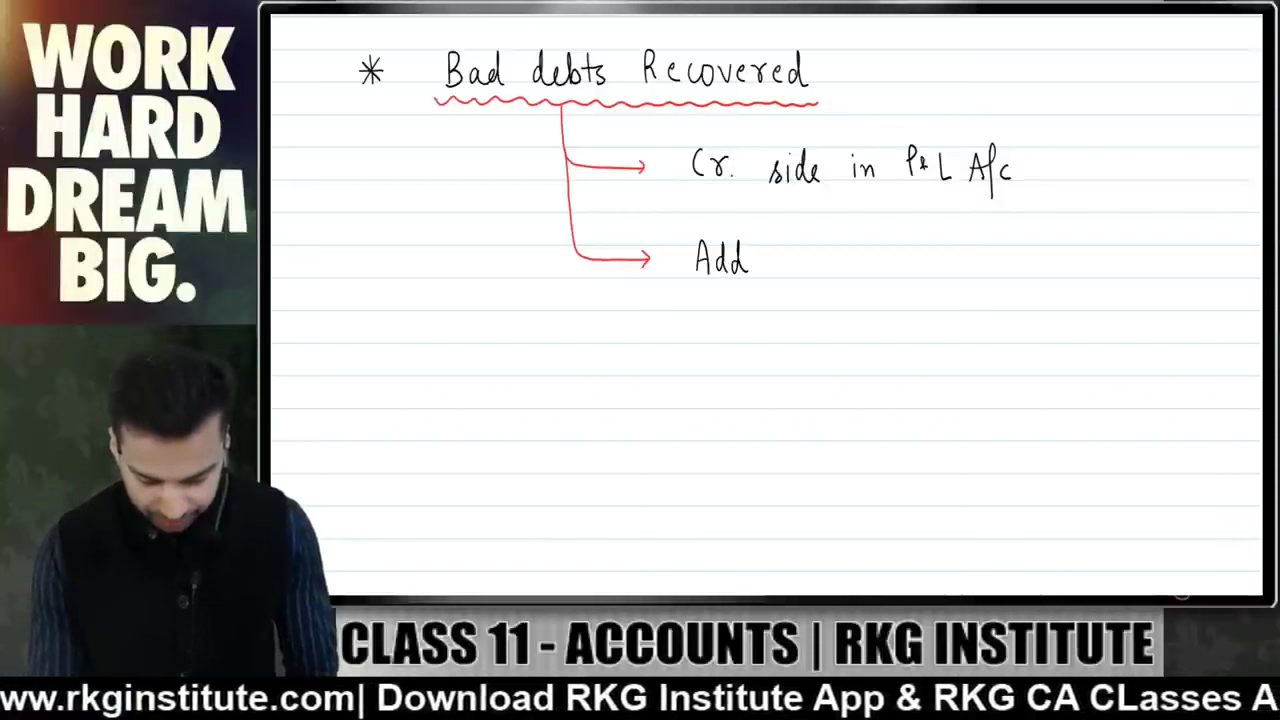 WORK
HARD
DREAM
BIG.
* Bad debts Recovered
Cr. side in P&L A/c
Add
CLASS 11 - ACCOUNTS | RKG INSTITUTE
www.rkginstitute.com| Download RKG Institute App & RKG CA CLasses A